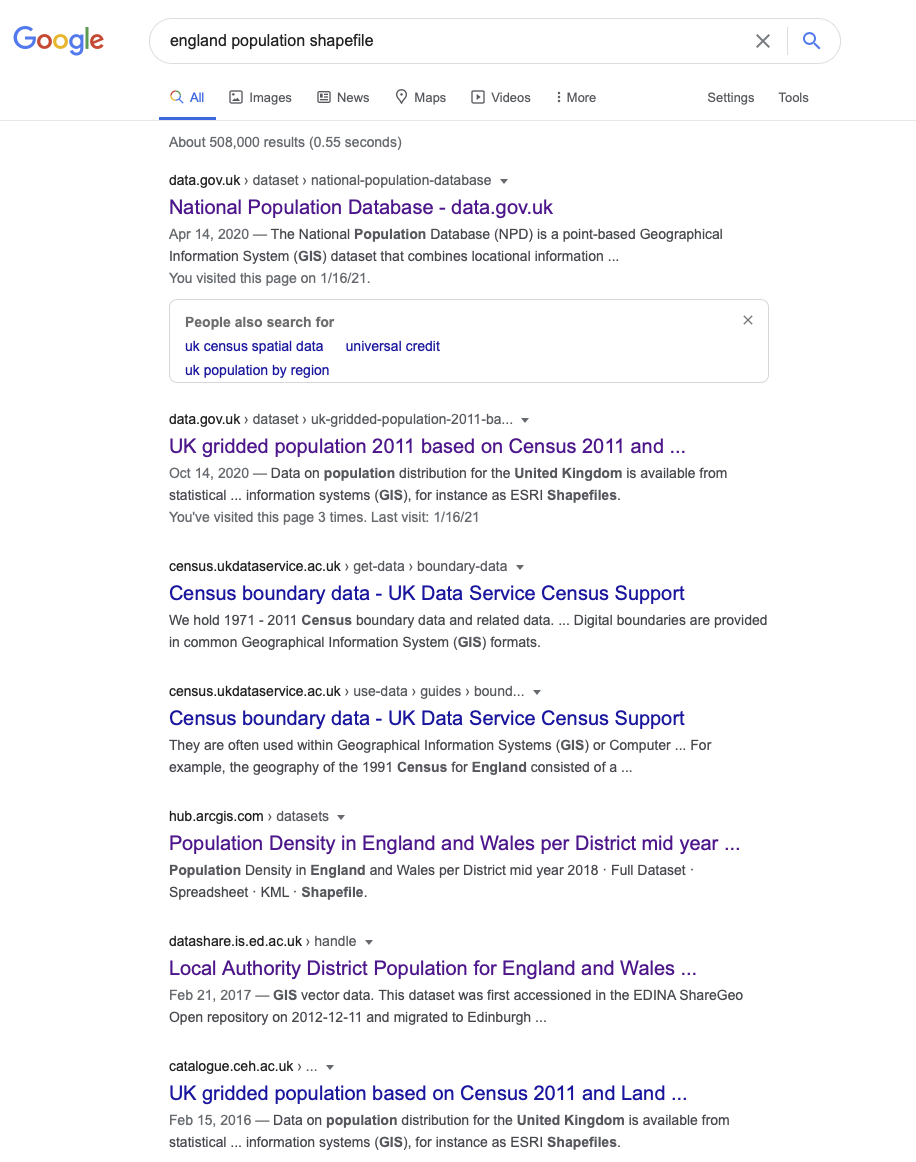 Google
england population shapefile
All Images News Maps Videos More Settings Tools
About 508,000 results (0.55 seconds)
data.gov.uk › dataset › national-population-database
National Population Database - data.gov.uk
Apr 14, 2020 — The National Population Database (NPD) is a point-based Geographical
Information System (GIS) dataset that combines locational information ...
You visited this page on 1/16/21.
People also search for
uk census spatial data universal credit
uk population by region
data.gov.uk › dataset › uk-gridded-population-2011-ba...
UK gridded population 2011 based on Census 2011 and ...
Oct 14, 2020 — Data on population distribution for the United Kingdom is available from
statistical ... information systems (GIS), for instance as ESRI Shapefiles.
You've visited this page 3 times. Last visit: 1/16/21
census.ukdataservice.ac.uk › get-data › boundary-data
Census boundary data - UK Data Service Census Support
We hold 1971 - 2011 Census boundary data and related data. ... Digital boundaries are provided
in common Geographical Information System (GIS) formats.
census.ukdataservice.ac.uk › use-data › guides › bound...
Census boundary data - UK Data Service Census Support
They are often used within Geographical Information Systems (GIS) or Computer ... For
example, the geography of the 1991 Census for England consisted of a ...
hub.arcgis.com › datasets
Population Density in England and Wales per District mid year ...
Population Density in England and Wales per District mid year 2018 · Full Dataset ·
Spreadsheet · KML · Shapefile.
datashare.is.ed.ac.uk › handle
Local Authority District Population for England and Wales ...
Feb 21, 2017 — GIS vector data. This dataset was first accessioned in the EDINA ShareGeo
Open repository on 2012-12-11 and migrated to Edinburgh ...
catalogue.ceh.ac.uk › ...
UK gridded population based on Census 2011 and Land ...
Feb 15, 2016 — Data on population distribution for the United Kingdom is available from
statistical ... information systems (GIS), for instance as ESRI Shapefiles.